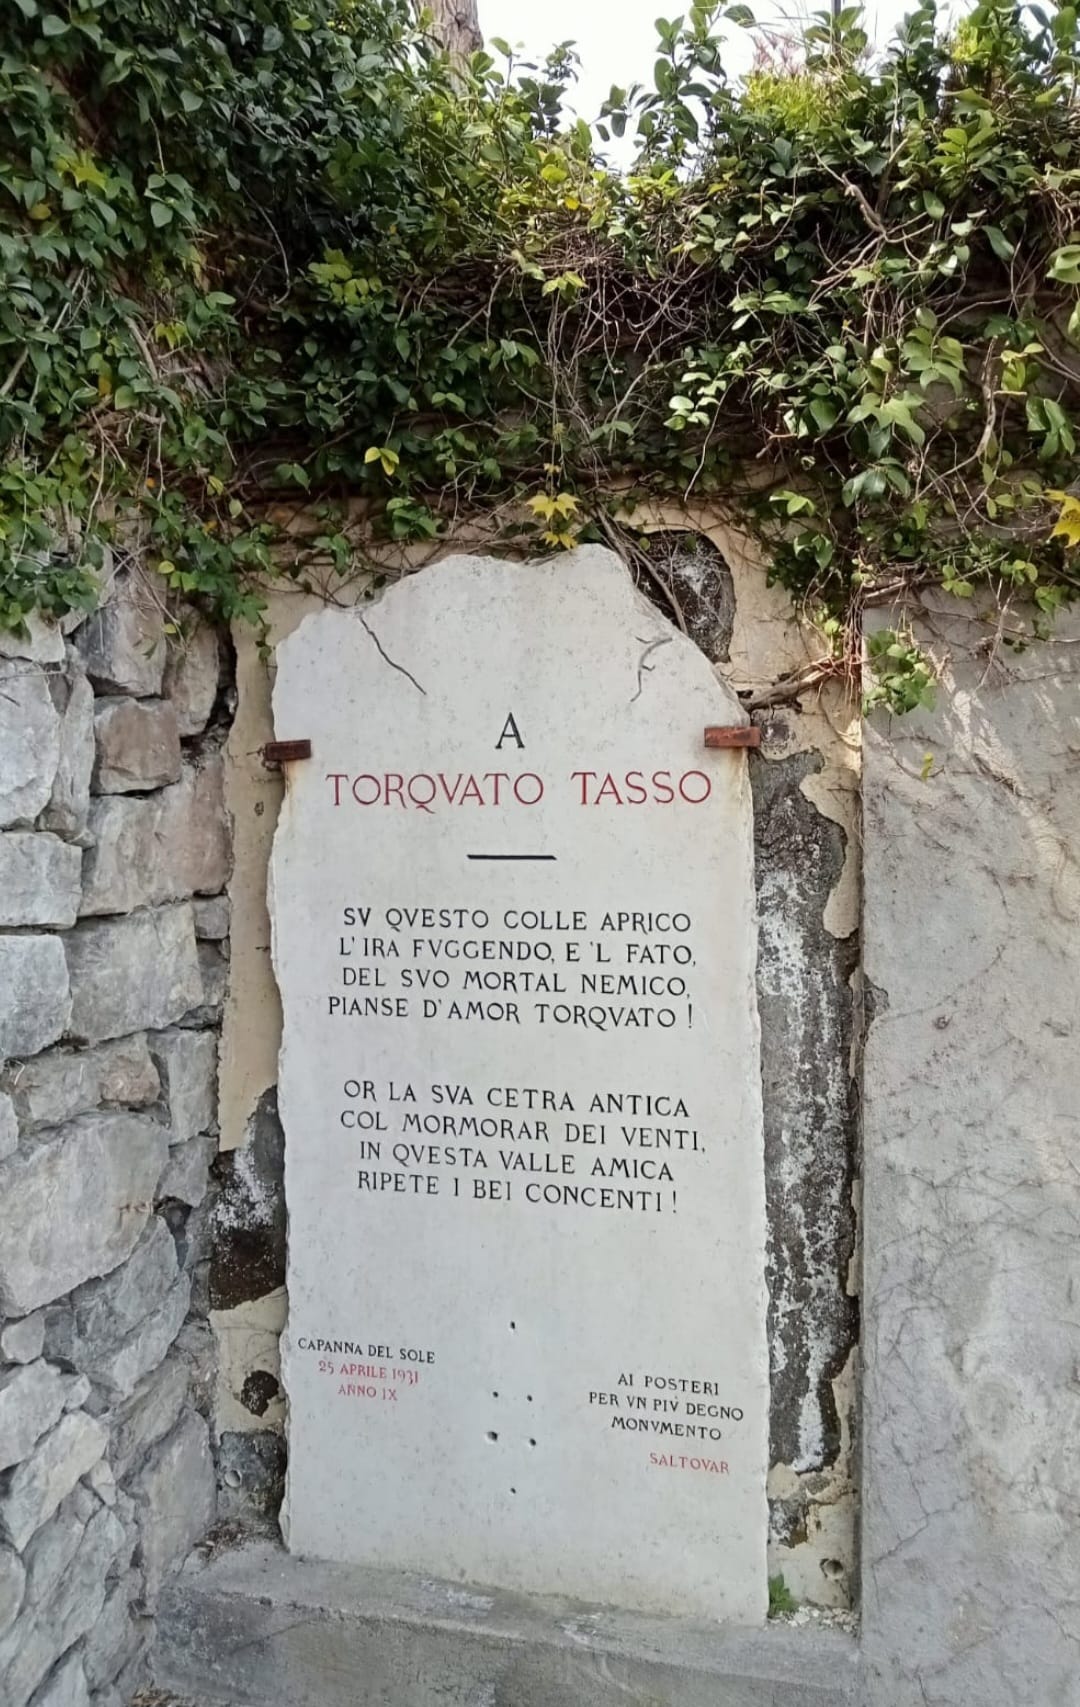 A
TORQVATO TASSO
SV QVESTO COLLE APRICO
L'IRA FVGGENDO, E 'L FATO,
DEL SVO MORTAL NEMICO,
PIANSE D'AMOR TORQVATO !
OR LA SVA CETRA ANTICA
COL MORMORAR DEI VENTI,
IN QVESTA VALLE AMICA
RIPETE I BEI CONCENTI !
CAPANNA DEL SOLE
25 APRILE 1931
ANNO IX
AI POSTERI
PER VN PIÙ DEGNO
MONVMENTO
SALTOVAR